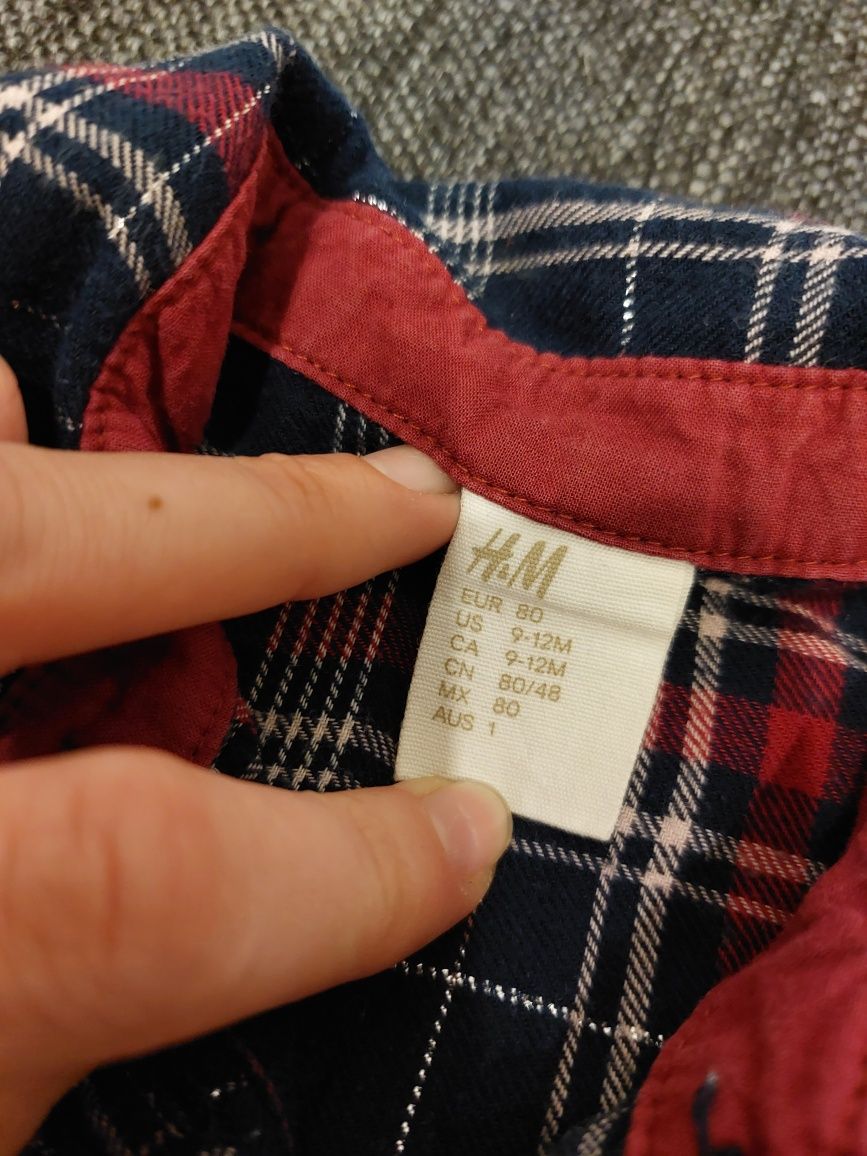 H&M
EUR 80
US 9-12M
CA 9-12M
CN 80/48
MX 80
AUS 1